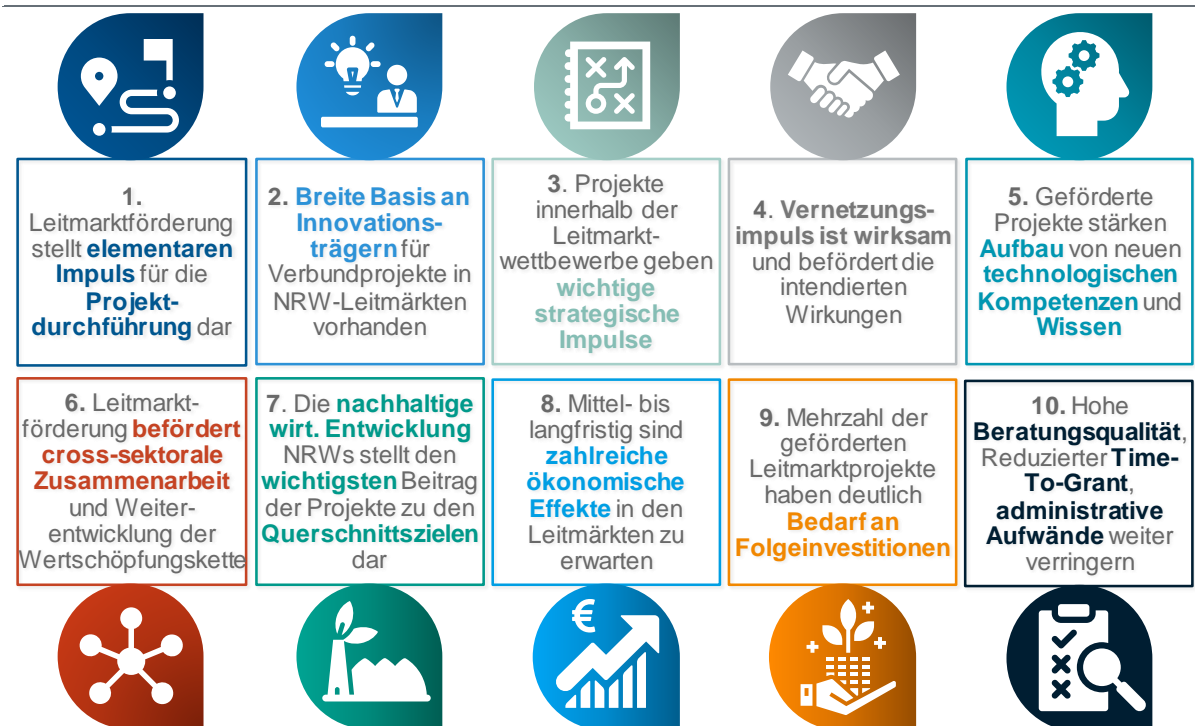 1.
Leitmarktförderung
stellt elementaren
Impuls für die
Projekt-
durchführung dar
2. Breite Basis an
Innovations-
trägern für
Verbundprojekte in
NRW-Leitmärkten
vorhanden
3. Projekte
innerhalb der
Leitmarkt-
wettbewerbe geben
wichtige
strategische
Impulse
4. Vernetzungs-
impuls ist wirksam
und befördert die
intendierten
Wirkungen
5. Geförderte
Projekte stärken
Aufbau von neuen
technologischen
Kompetenzen und
Wissen
6. Leitmarkt-
förderung befördert
cross-sektorale
Zusammenarbeit
und Weiter-
entwicklung der
Wertschöpfungskette
7. Die nachhaltige
wirt. Entwicklung
NRWs stellt den
wichtigsten Beitrag
der Projekte zu den
Querschnittszielen
dar
8. Mittel- bis
langfristig sind
zahlreiche
ökonomische
Effekte in den
Leitmärkten zu
erwarten
9. Mehrzahl der
geförderten
Leitmarktprojekte
haben deutlich
Bedarf an
Folgeinvestitionen
10. Hohe
Beratungsqualität,
Reduzierter Time-
To-Grant,
administrative
Aufwände weiter
verringern
€